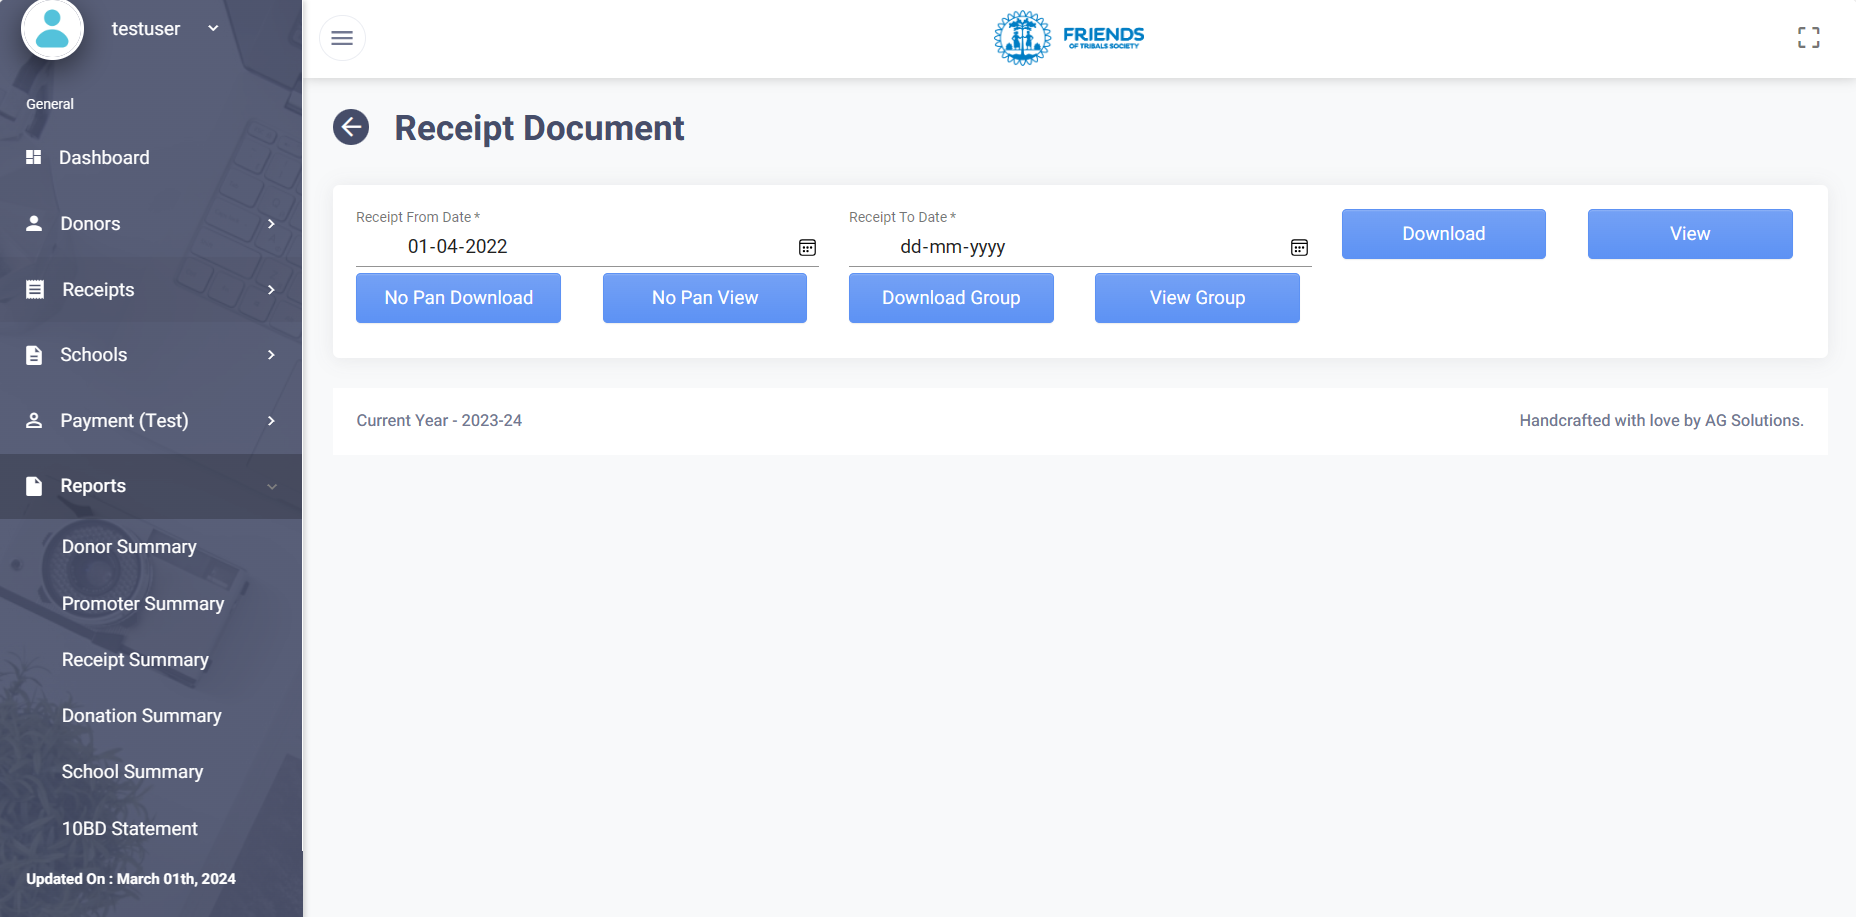 testuser
General
Dashboard
Donors
Receipts
Schools
Payment (Test)
Reports
Donor Summary
Promoter Summary
Receipt Summary
Donation Summary
School Summary
10BD Statement
Updated On : March 01th, 2024
FRIENDS
OF TRIBALS SOCIETY
Receipt Document
Receipt From Date *
01-04-2022
Receipt To Date *
dd-mm-yyyy
Download
View
No Pan Download
No Pan View
Download Group
View Group
Current Year - 2023-24
Handcrafted with love by AG Solutions.